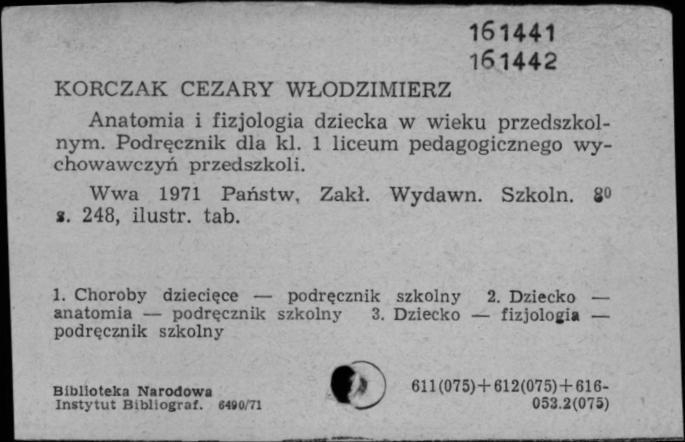 161441
161442
KORCZAK CEZARY WŁODZIMIERZ
Anatomia i fizjologia dziecka w wieku przedszkol-
nym. Podręcznik dla kl. 1 liceum pedagogicznego wy-
chowawczyń przedszkoli.
Wwa 1971 Państw, Zakł. Wydawn. Szkoln. 8⁰
s. 248, ilustr. tab.
1. Choroby dziecięce — podręcznik szkolny 2. Dziecko —
anatomia — podręcznik szkolny 3. Dziecko — fizjologia —
podręcznik szkolny
Biblioteka Narodowa
Instytut Bibliograf. 6490/71
611(075)+612(075)+616-
053.2(075)